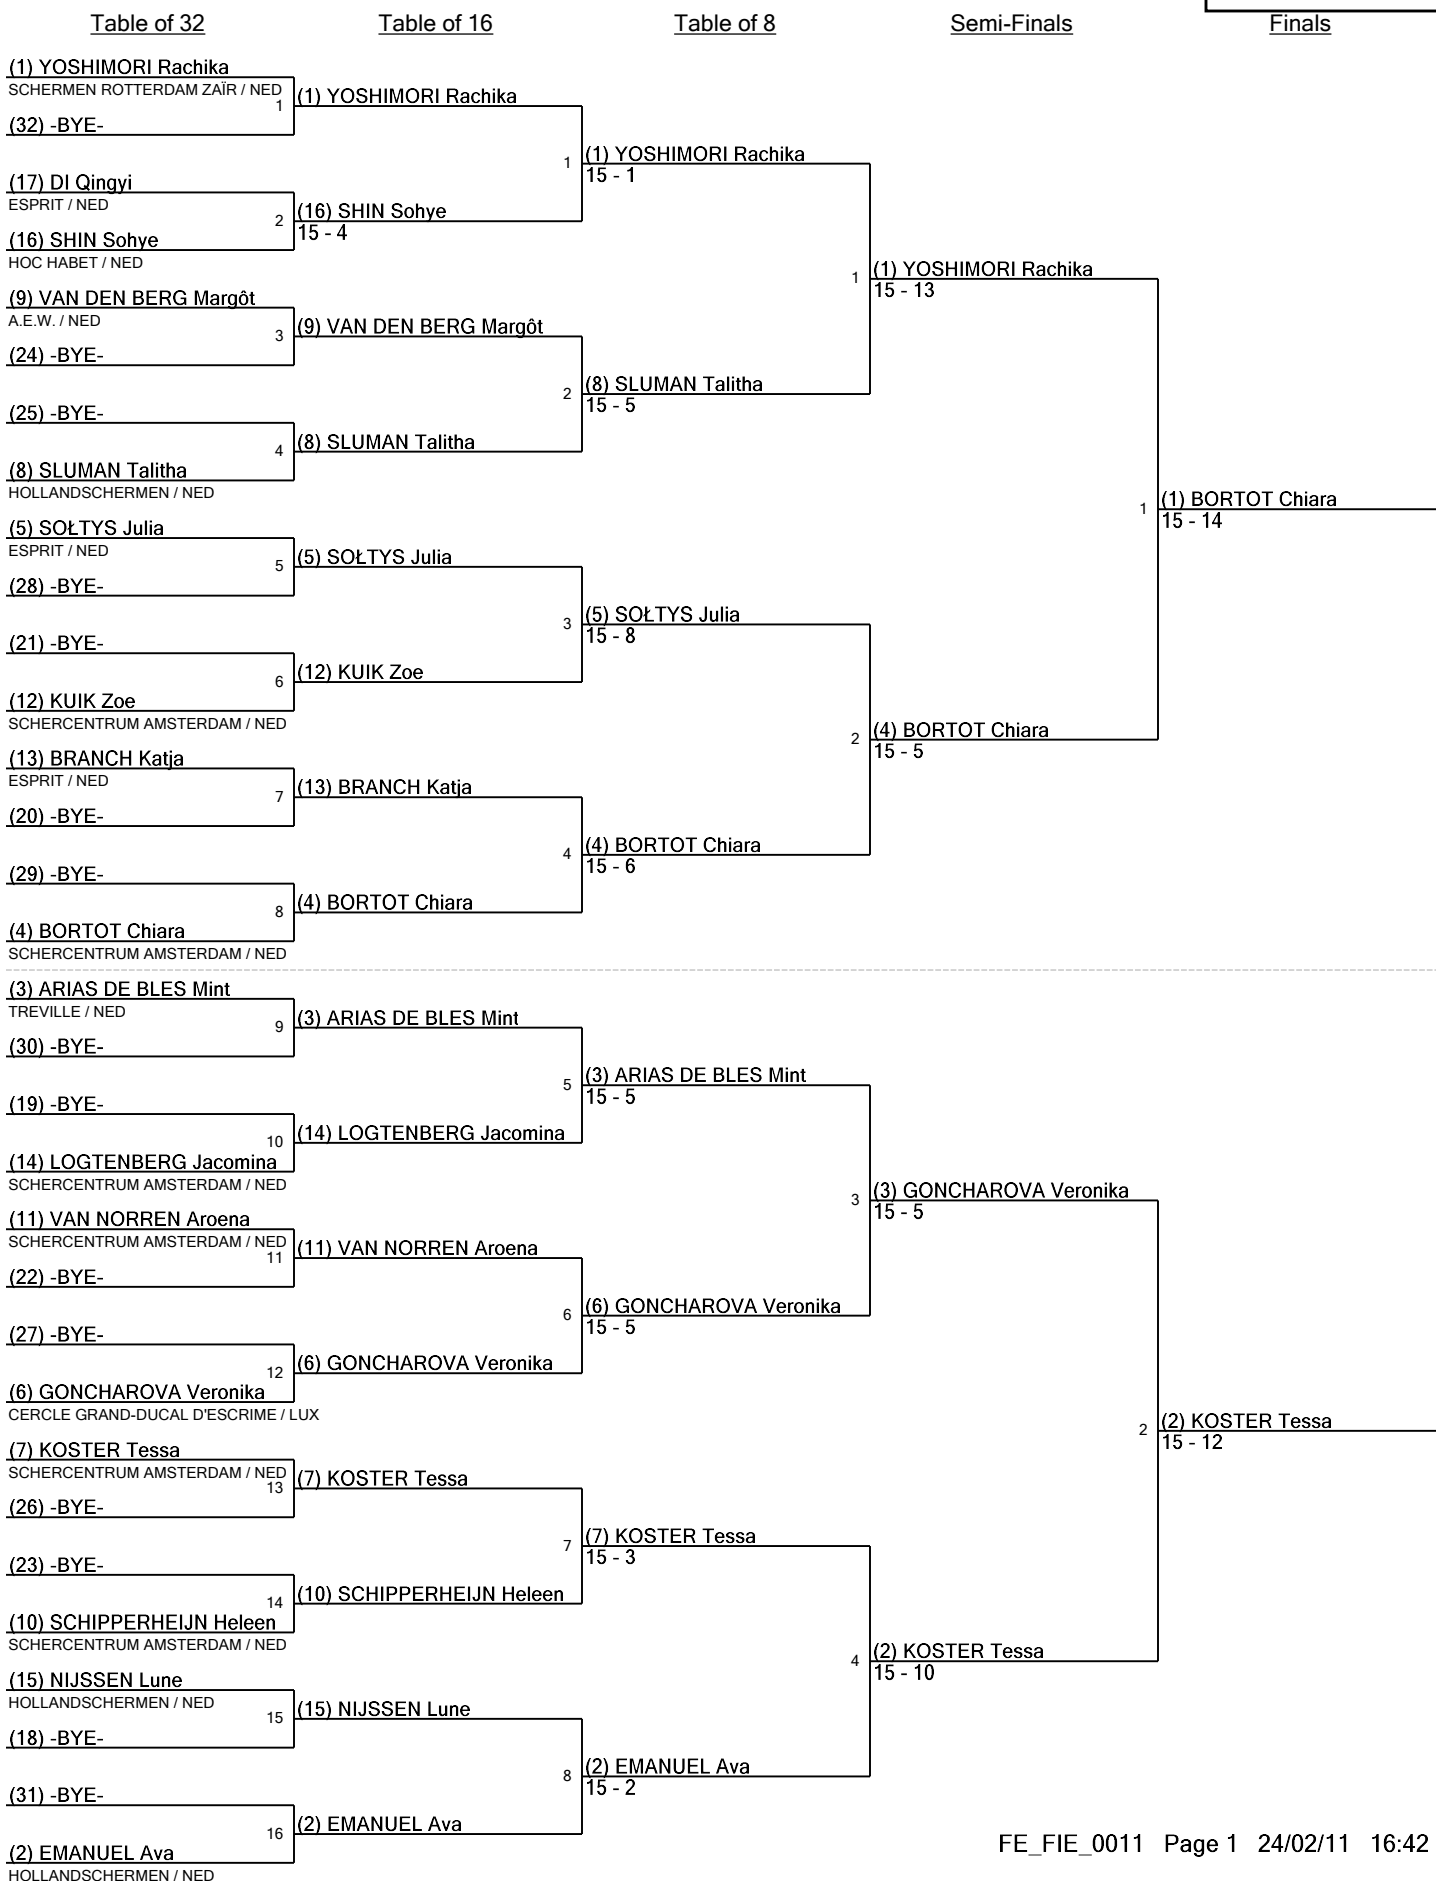 Table of 32 Table of 16 Table of 8 Semi-Finals Finals
(1) YOSHIMORI Rachika
SCHERMEN ROTTERDAM ZAÏR / NED
1 (1) YOSHIMORI Rachika
(32) -BYE-
1 (1) YOSHIMORI Rachika
15 - 1
(17) DI Qingyi
ESPRIT / NED
2 (16) SHIN Sohye
15 - 4
(16) SHIN Sohye
HOC HABET / NED
1 (1) YOSHIMORI Rachika
15 - 13
(9) VAN DEN BERG Margôt
A.E.W. / NED
3 (9) VAN DEN BERG Margôt
(24) -BYE-
2 (8) SLUMAN Talitha
15 - 5
(25) -BYE-
4 (8) SLUMAN Talitha
(8) SLUMAN Talitha
HOLLANDSCHERMEN / NED
1 (1) BORTOT Chiara
15 - 14
(5) SOŁTYS Julia
ESPRIT / NED
5 (5) SOŁTYS Julia
(28) -BYE-
3 (5) SOŁTYS Julia
15 - 8
(21) -BYE-
6 (12) KUIK Zoe
(12) KUIK Zoe
SCHERCENTRUM AMSTERDAM / NED
2 (4) BORTOT Chiara
15 - 5
(13) BRANCH Katja
ESPRIT / NED
7 (13) BRANCH Katja
(20) -BYE-
4 (4) BORTOT Chiara
15 - 6
(29) -BYE-
8 (4) BORTOT Chiara
(4) BORTOT Chiara
SCHERCENTRUM AMSTERDAM / NED
(3) ARIAS DE BLES Mint
TREVILLE / NED
9 (3) ARIAS DE BLES Mint
(30) -BYE-
5 (3) ARIAS DE BLES Mint
15 - 5
(19) -BYE-
10 (14) LOGTENBERG Jacomina
(14) LOGTENBERG Jacomina
SCHERCENTRUM AMSTERDAM / NED
3 (3) GONCHAROVA Veronika
15 - 5
(11) VAN NORREN Aroena
SCHERCENTRUM AMSTERDAM / NED
11 (11) VAN NORREN Aroena
(22) -BYE-
6 (6) GONCHAROVA Veronika
15 - 5
(27) -BYE-
12 (6) GONCHAROVA Veronika
(6) GONCHAROVA Veronika
CERCLE GRAND-DUCAL D'ESCRIME / LUX
2 (2) KOSTER Tessa
15 - 12
(7) KOSTER Tessa
SCHERCENTRUM AMSTERDAM / NED
13 (7) KOSTER Tessa
(26) -BYE-
7 (7) KOSTER Tessa
15 - 3
(23) -BYE-
14 (10) SCHIPPERHEIJN Heleen
(10) SCHIPPERHEIJN Heleen
SCHERCENTRUM AMSTERDAM / NED
4 (2) KOSTER Tessa
15 - 10
(15) NIJSSEN Lune
HOLLANDSCHERMEN / NED
15 (15) NIJSSEN Lune
(18) -BYE-
8 (2) EMANUEL Ava
15 - 2
(31) -BYE-
16 (2) EMANUEL Ava
(2) EMANUEL Ava
HOLLANDSCHERMEN / NED
FE_FIE_0011 Page 1 24/02/11 16:42